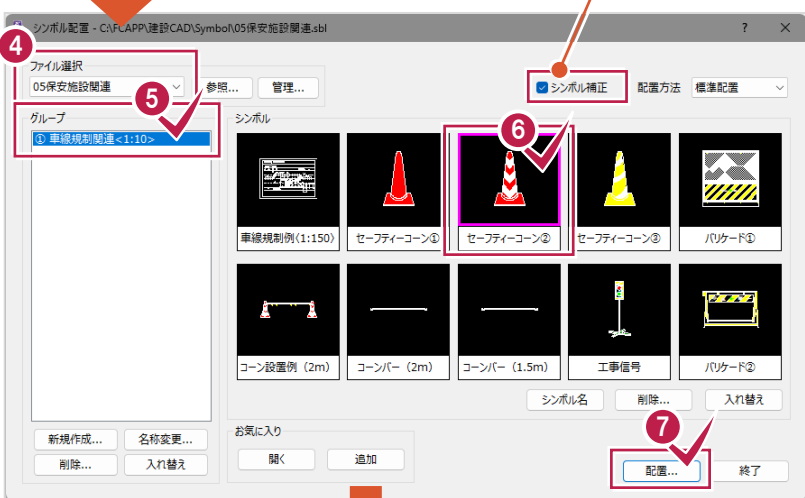 シンボル配置 - C:\FCAPP\建設CAD\Symbol\05保安施設関連.sbl
? ×
4
ファイル選択
05保安施設関連
参照...
管理...
シンボル補正
配置方法
標準配置
5
グループ
① 車線規制関連<1:10>
シンボル
6
車線規制例(1:150)
セーフティーコーン①
セーフティーコーン②
セーフティーコーン③
バリケード①
コーン設置例（2m）
コーンバー（2m）
コーンバー（1.5m）
工事信号
バリケード②
シンボル名
削除...
入れ替え
新規作成...
名称変更...
削除...
入れ替え
お気に入り
開く
追加
7
配置...
終了